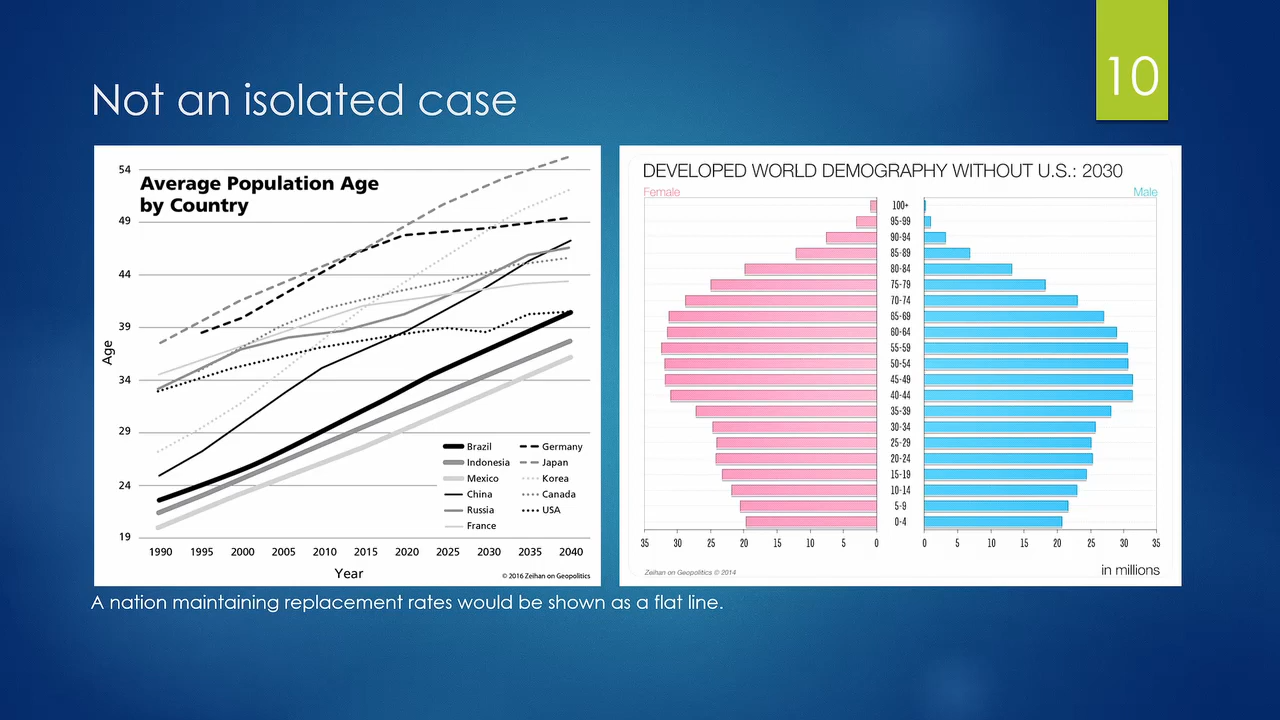 10
Not an isolated case
Average Population Age
by Country
54
49
44
39
34
29
24
19
Age
Brazil
Indonesia
Mexico
China
Russia
France
Germany
Japan
Korea
Canada
USA
1990 1995 2000 2005 2010 2015 2020 2025 2030 2035 2040
Year
© 2016 Zeihan on Geopolitics
DEVELOPED WORLD DEMOGRAPHY WITHOUT U.S.: 2030
Female Male
100+
95-99
90-94
85-89
80-84
75-79
70-74
65-69
60-64
55-59
50-54
45-49
40-44
35-39
30-34
25-29
20-24
15-19
10-14
5-9
0-4
35 30 25 20 15 10 5 0 0 5 10 15 20 25 30 35
Zeihan on Geopolitics © 2014
in millions
A nation maintaining replacement rates would be shown as a flat line.